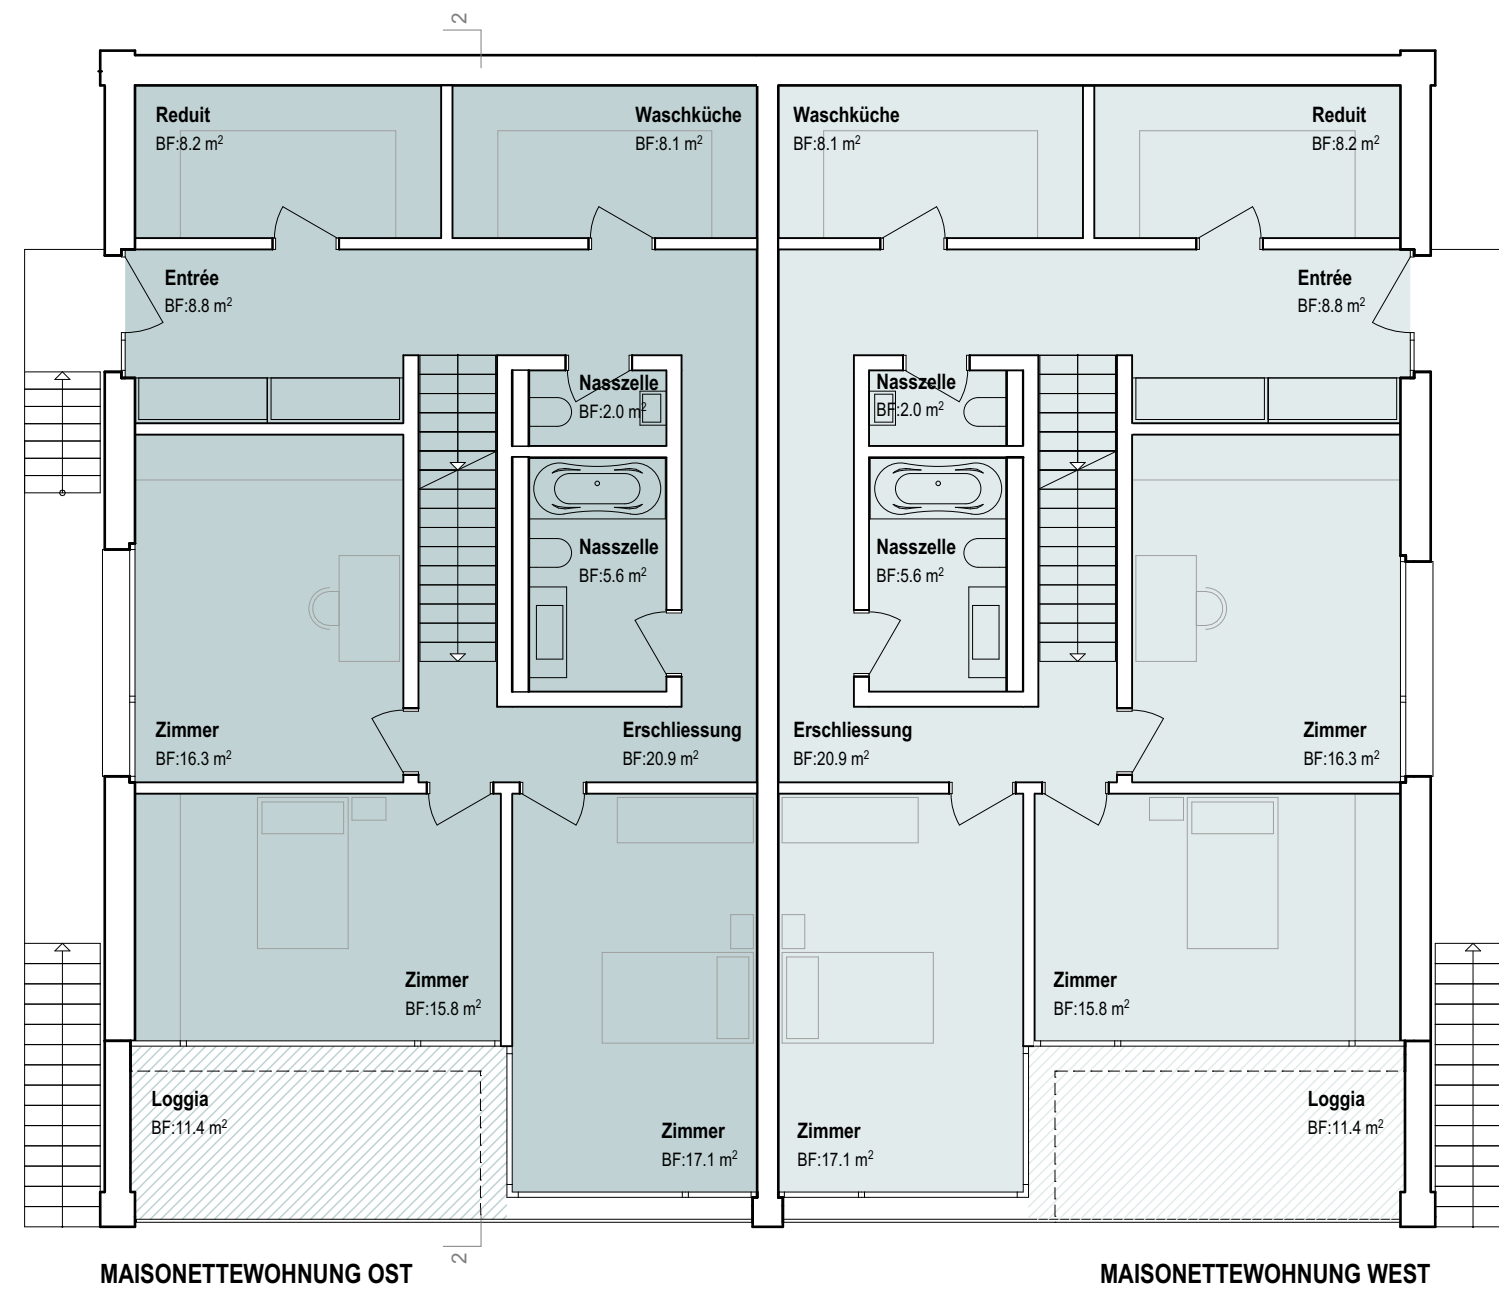 2
Reduit
BF:8.2 m²
Waschküche
BF:8.1 m²
Waschküche
BF:8.1 m²
Reduit
BF:8.2 m²
Entrée
BF:8.8 m²
Entrée
BF:8.8 m²
Nasszelle
BF:2.0 m²
Nasszelle
BF:2.0 m²
Nasszelle
BF:5.6 m²
Nasszelle
BF:5.6 m²
Zimmer
BF:16.3 m²
Erschliessung
BF:20.9 m²
Erschliessung
BF:20.9 m²
Zimmer
BF:16.3 m²
Zimmer
BF:15.8 m²
Zimmer
BF:15.8 m²
Loggia
BF:11.4 m²
Zimmer
BF:17.1 m²
Zimmer
BF:17.1 m²
Loggia
BF:11.4 m²
2
MAISONETTEWOHNUNG OST
MAISONETTEWOHNUNG WEST